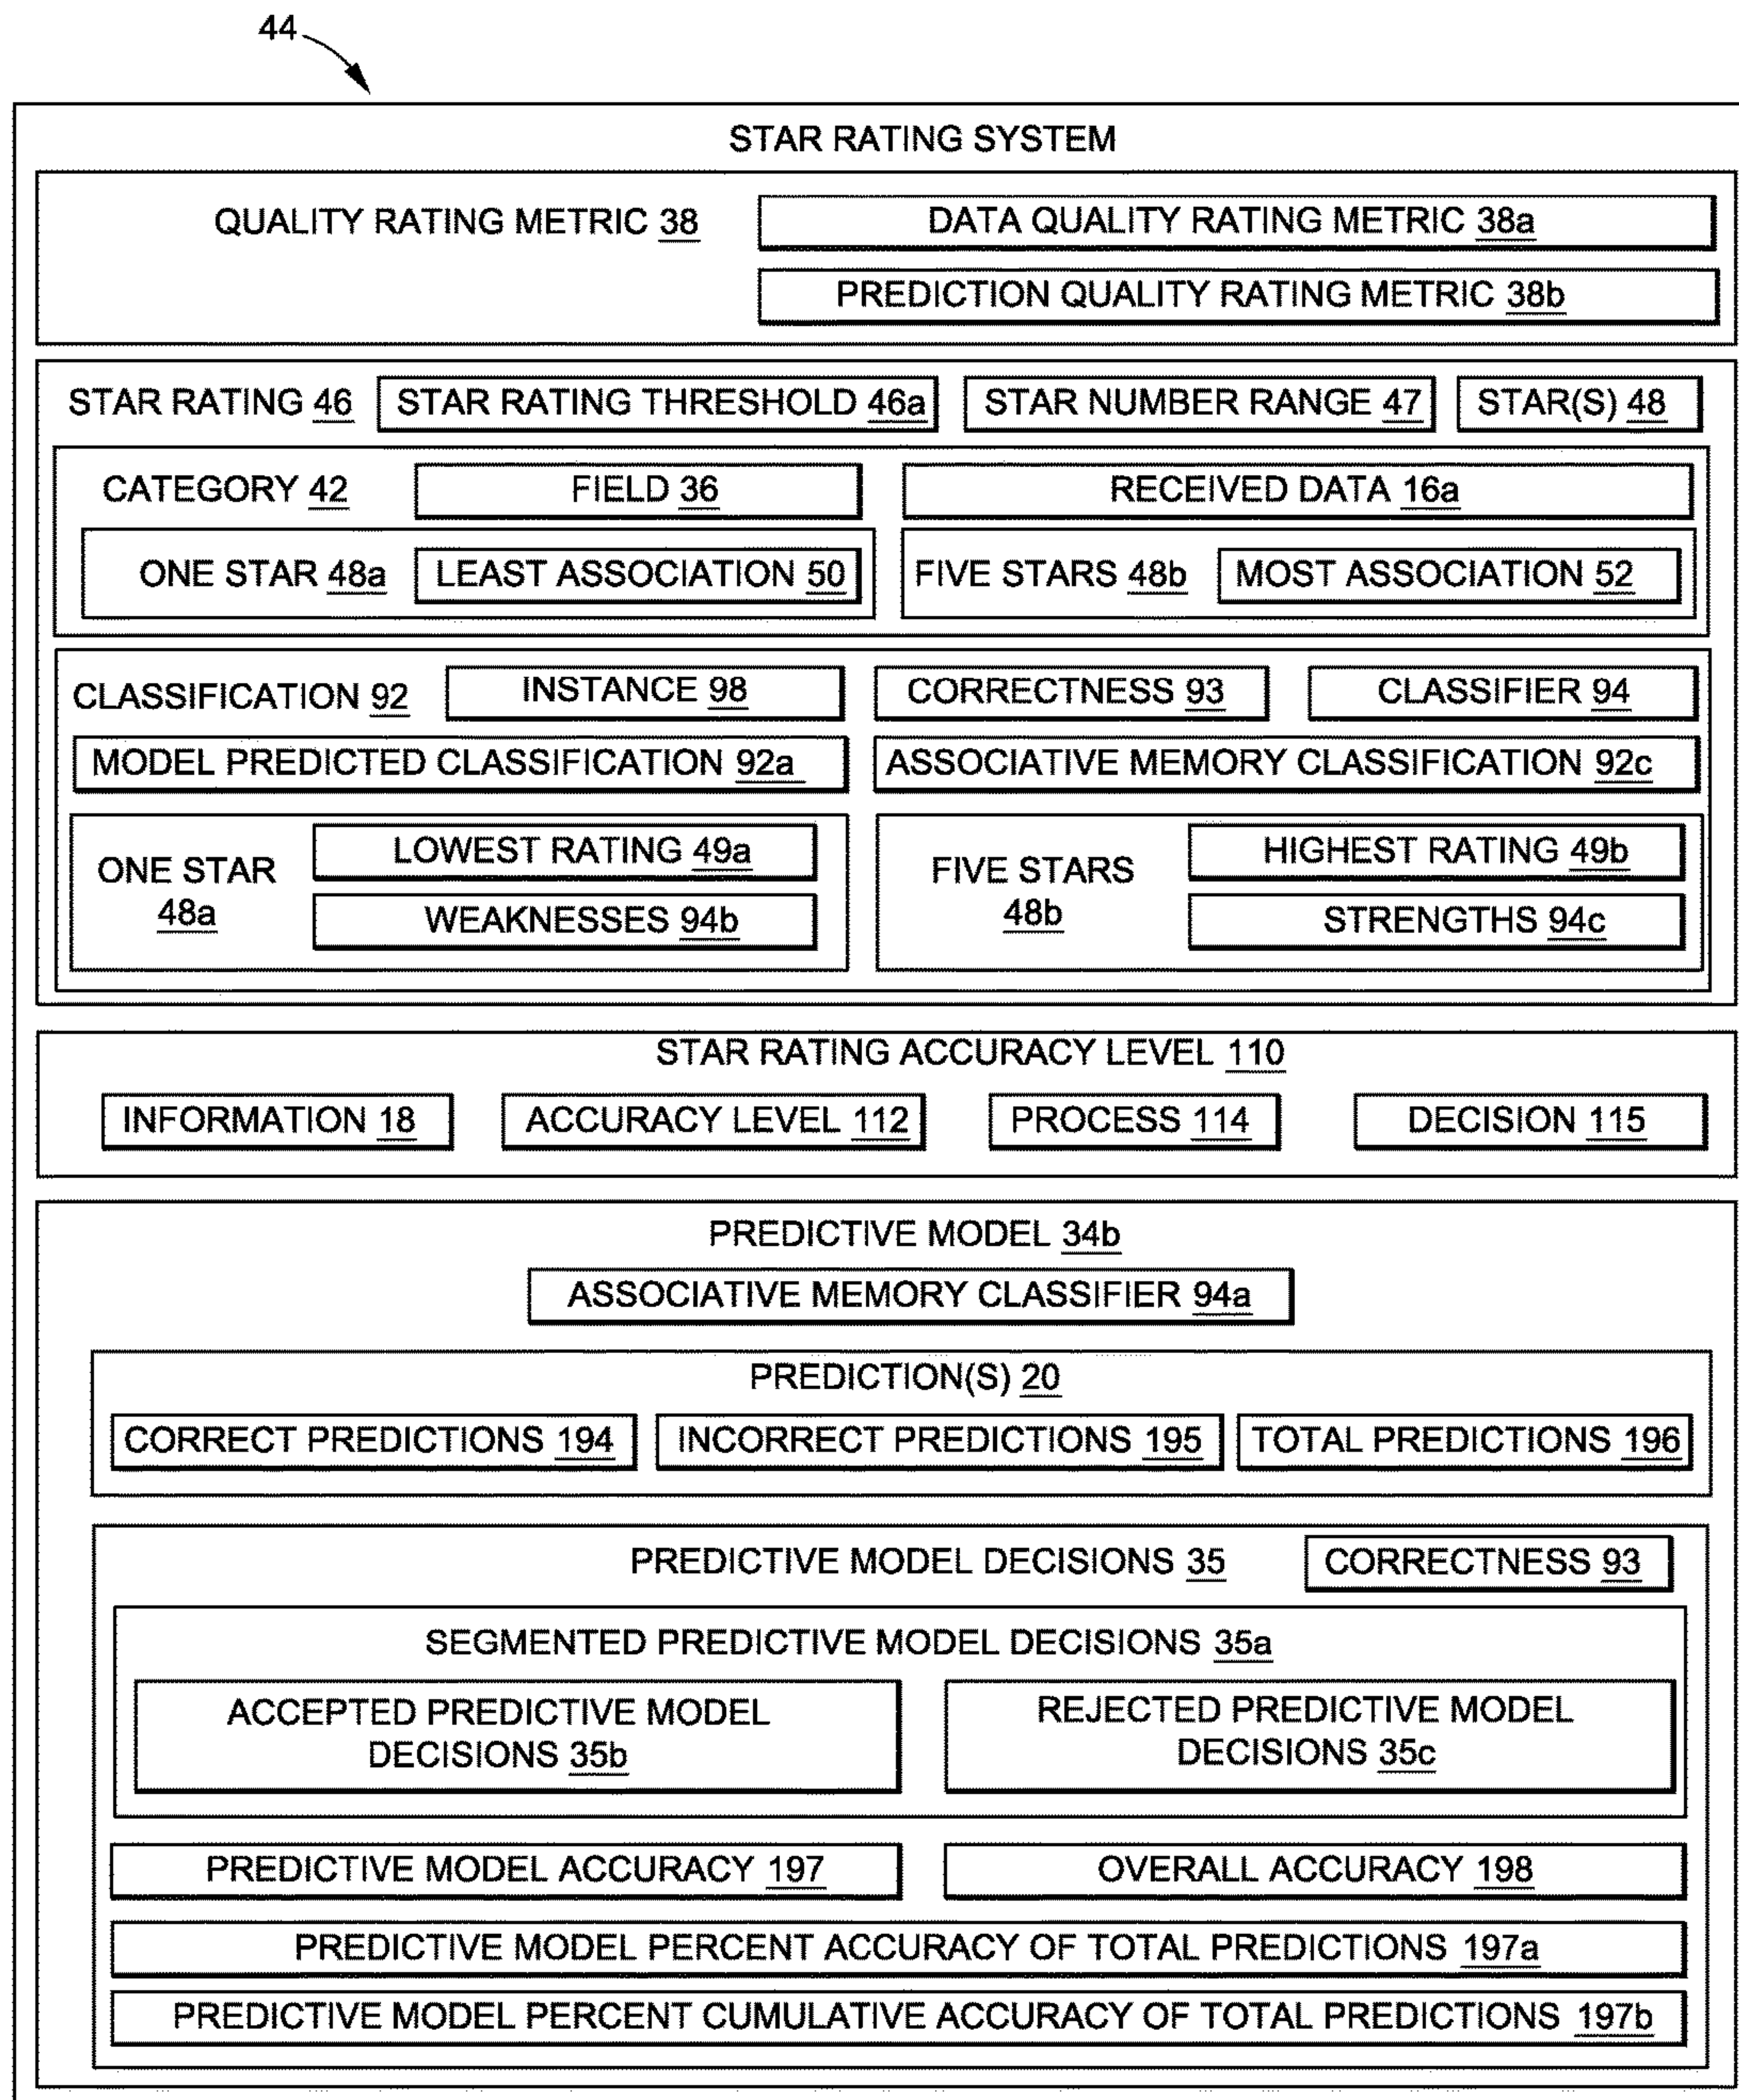 44
STAR RATING SYSTEM
QUALITY RATING METRIC 38
DATA QUALITY RATING METRIC 38a
PREDICTION QUALITY RATING METRIC 38b
STAR RATING 46
STAR RATING THRESHOLD 46a
STAR NUMBER RANGE 47
STAR(S) 48
CATEGORY 42
FIELD 36
RECEIVED DATA 16a
ONE STAR 48a
LEAST ASSOCIATION 50
FIVE STARS 48b
MOST ASSOCIATION 52
CLASSIFICATION 92
INSTANCE 98
CORRECTNESS 93
CLASSIFIER 94
MODEL PREDICTED CLASSIFICATION 92a
ASSOCIATIVE MEMORY CLASSIFICATION 92c
ONE STAR
48a
LOWEST RATING 49a
WEAKNESSES 94b
FIVE STARS
48b
HIGHEST RATING 49b
STRENGTHS 94c
STAR RATING ACCURACY LEVEL 110
INFORMATION 18
ACCURACY LEVEL 112
PROCESS 114
DECISION 115
PREDICTIVE MODEL 34b
ASSOCIATIVE MEMORY CLASSIFIER 94a
PREDICTION(S) 20
CORRECT PREDICTIONS 194
INCORRECT PREDICTIONS 195
TOTAL PREDICTIONS 196
PREDICTIVE MODEL DECISIONS 35
CORRECTNESS 93
SEGMENTED PREDICTIVE MODEL DECISIONS 35a
ACCEPTED PREDICTIVE MODEL
DECISIONS 35b
REJECTED PREDICTIVE MODEL
DECISIONS 35c
PREDICTIVE MODEL ACCURACY 197
OVERALL ACCURACY 198
PREDICTIVE MODEL PERCENT ACCURACY OF TOTAL PREDICTIONS 197a
PREDICTIVE MODEL PERCENT CUMULATIVE ACCURACY OF TOTAL PREDICTIONS 197b